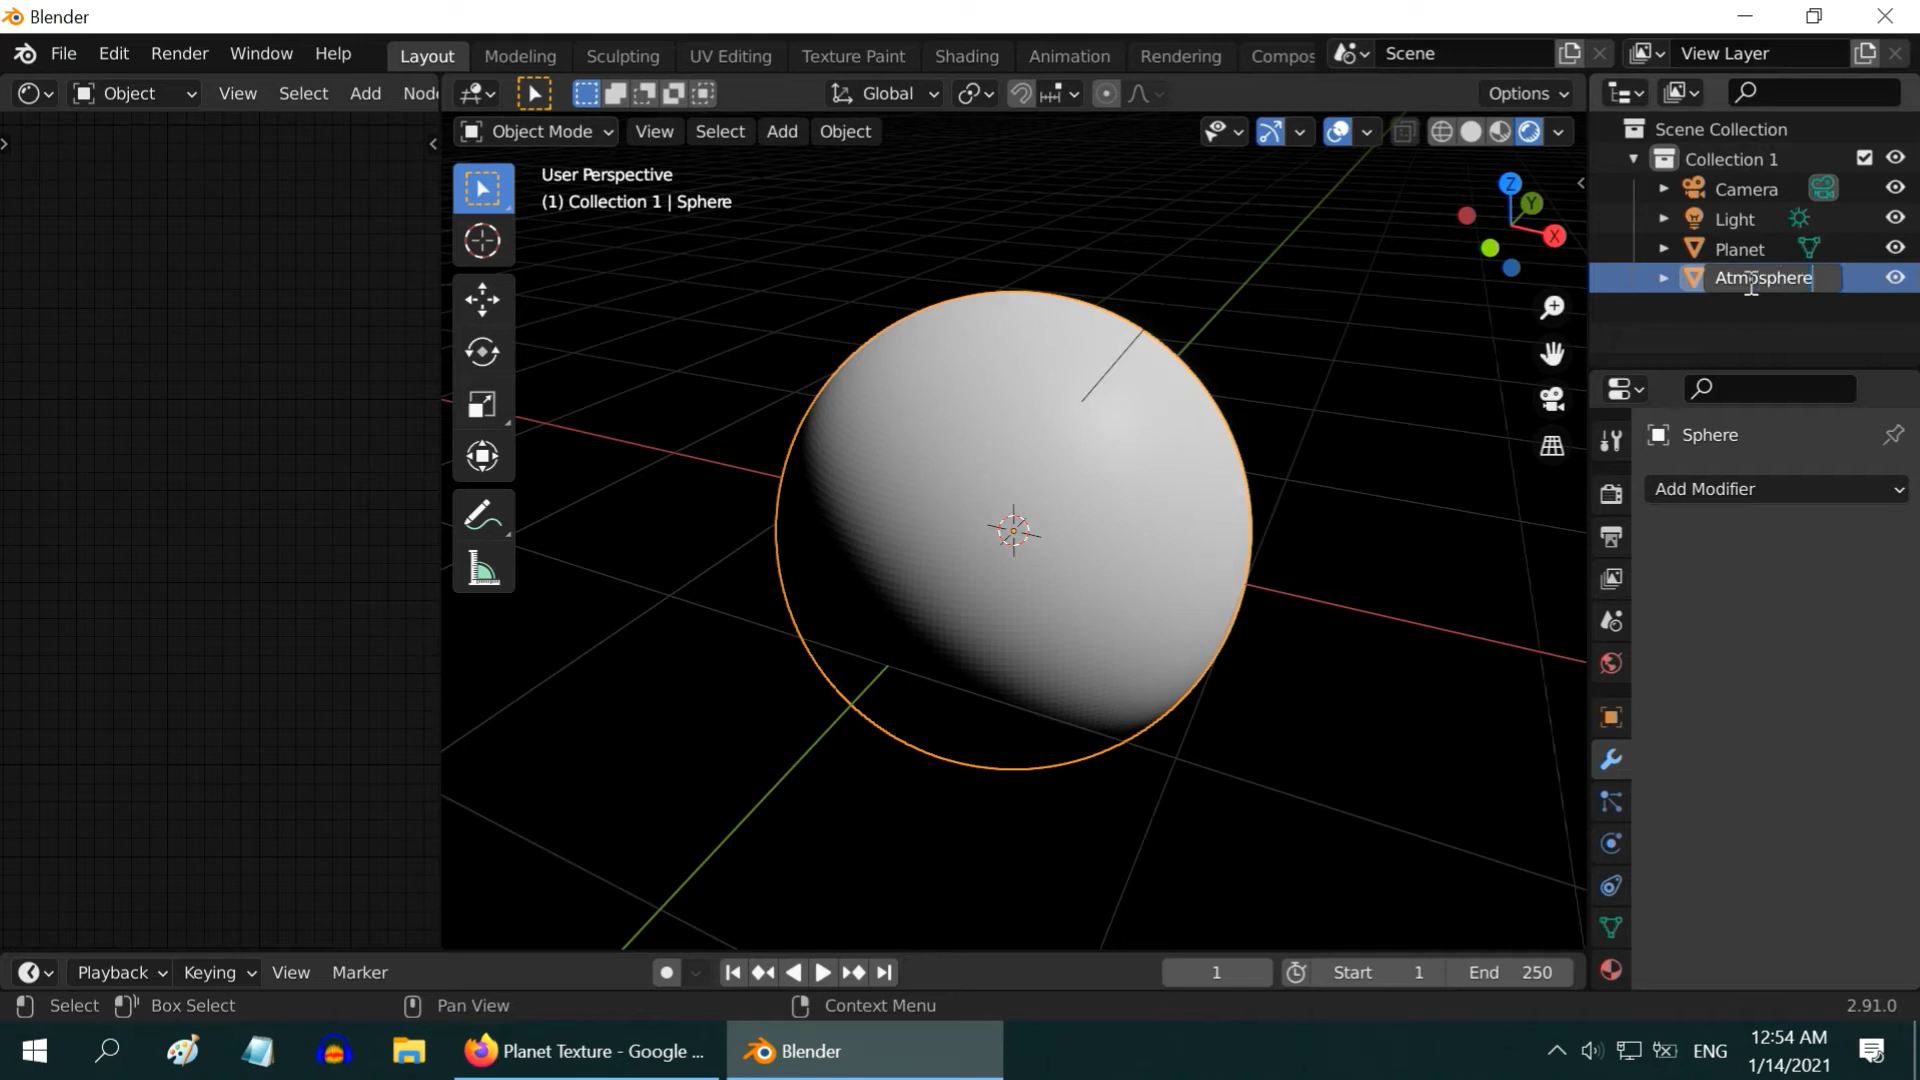 Blender
File Edit Render Window Help Layout Modeling Sculpting UV Editing Texture Paint Shading Animation Rendering Compos Scene View Layer
Object View Select Add Node Global Options
Object Mode View Select Add Object
User Perspective
(1) Collection 1 | Sphere
Z
Y
X
Scene Collection
Collection 1
Camera
Light
Planet
Atmosphere
Sphere
Add Modifier
Playback Keying View Marker 1 Start 1 End 250
Select Box Select Pan View Context Menu 2.91.0
Planet Texture - Google ... Blender ENG 12:54 AM
1/14/2021